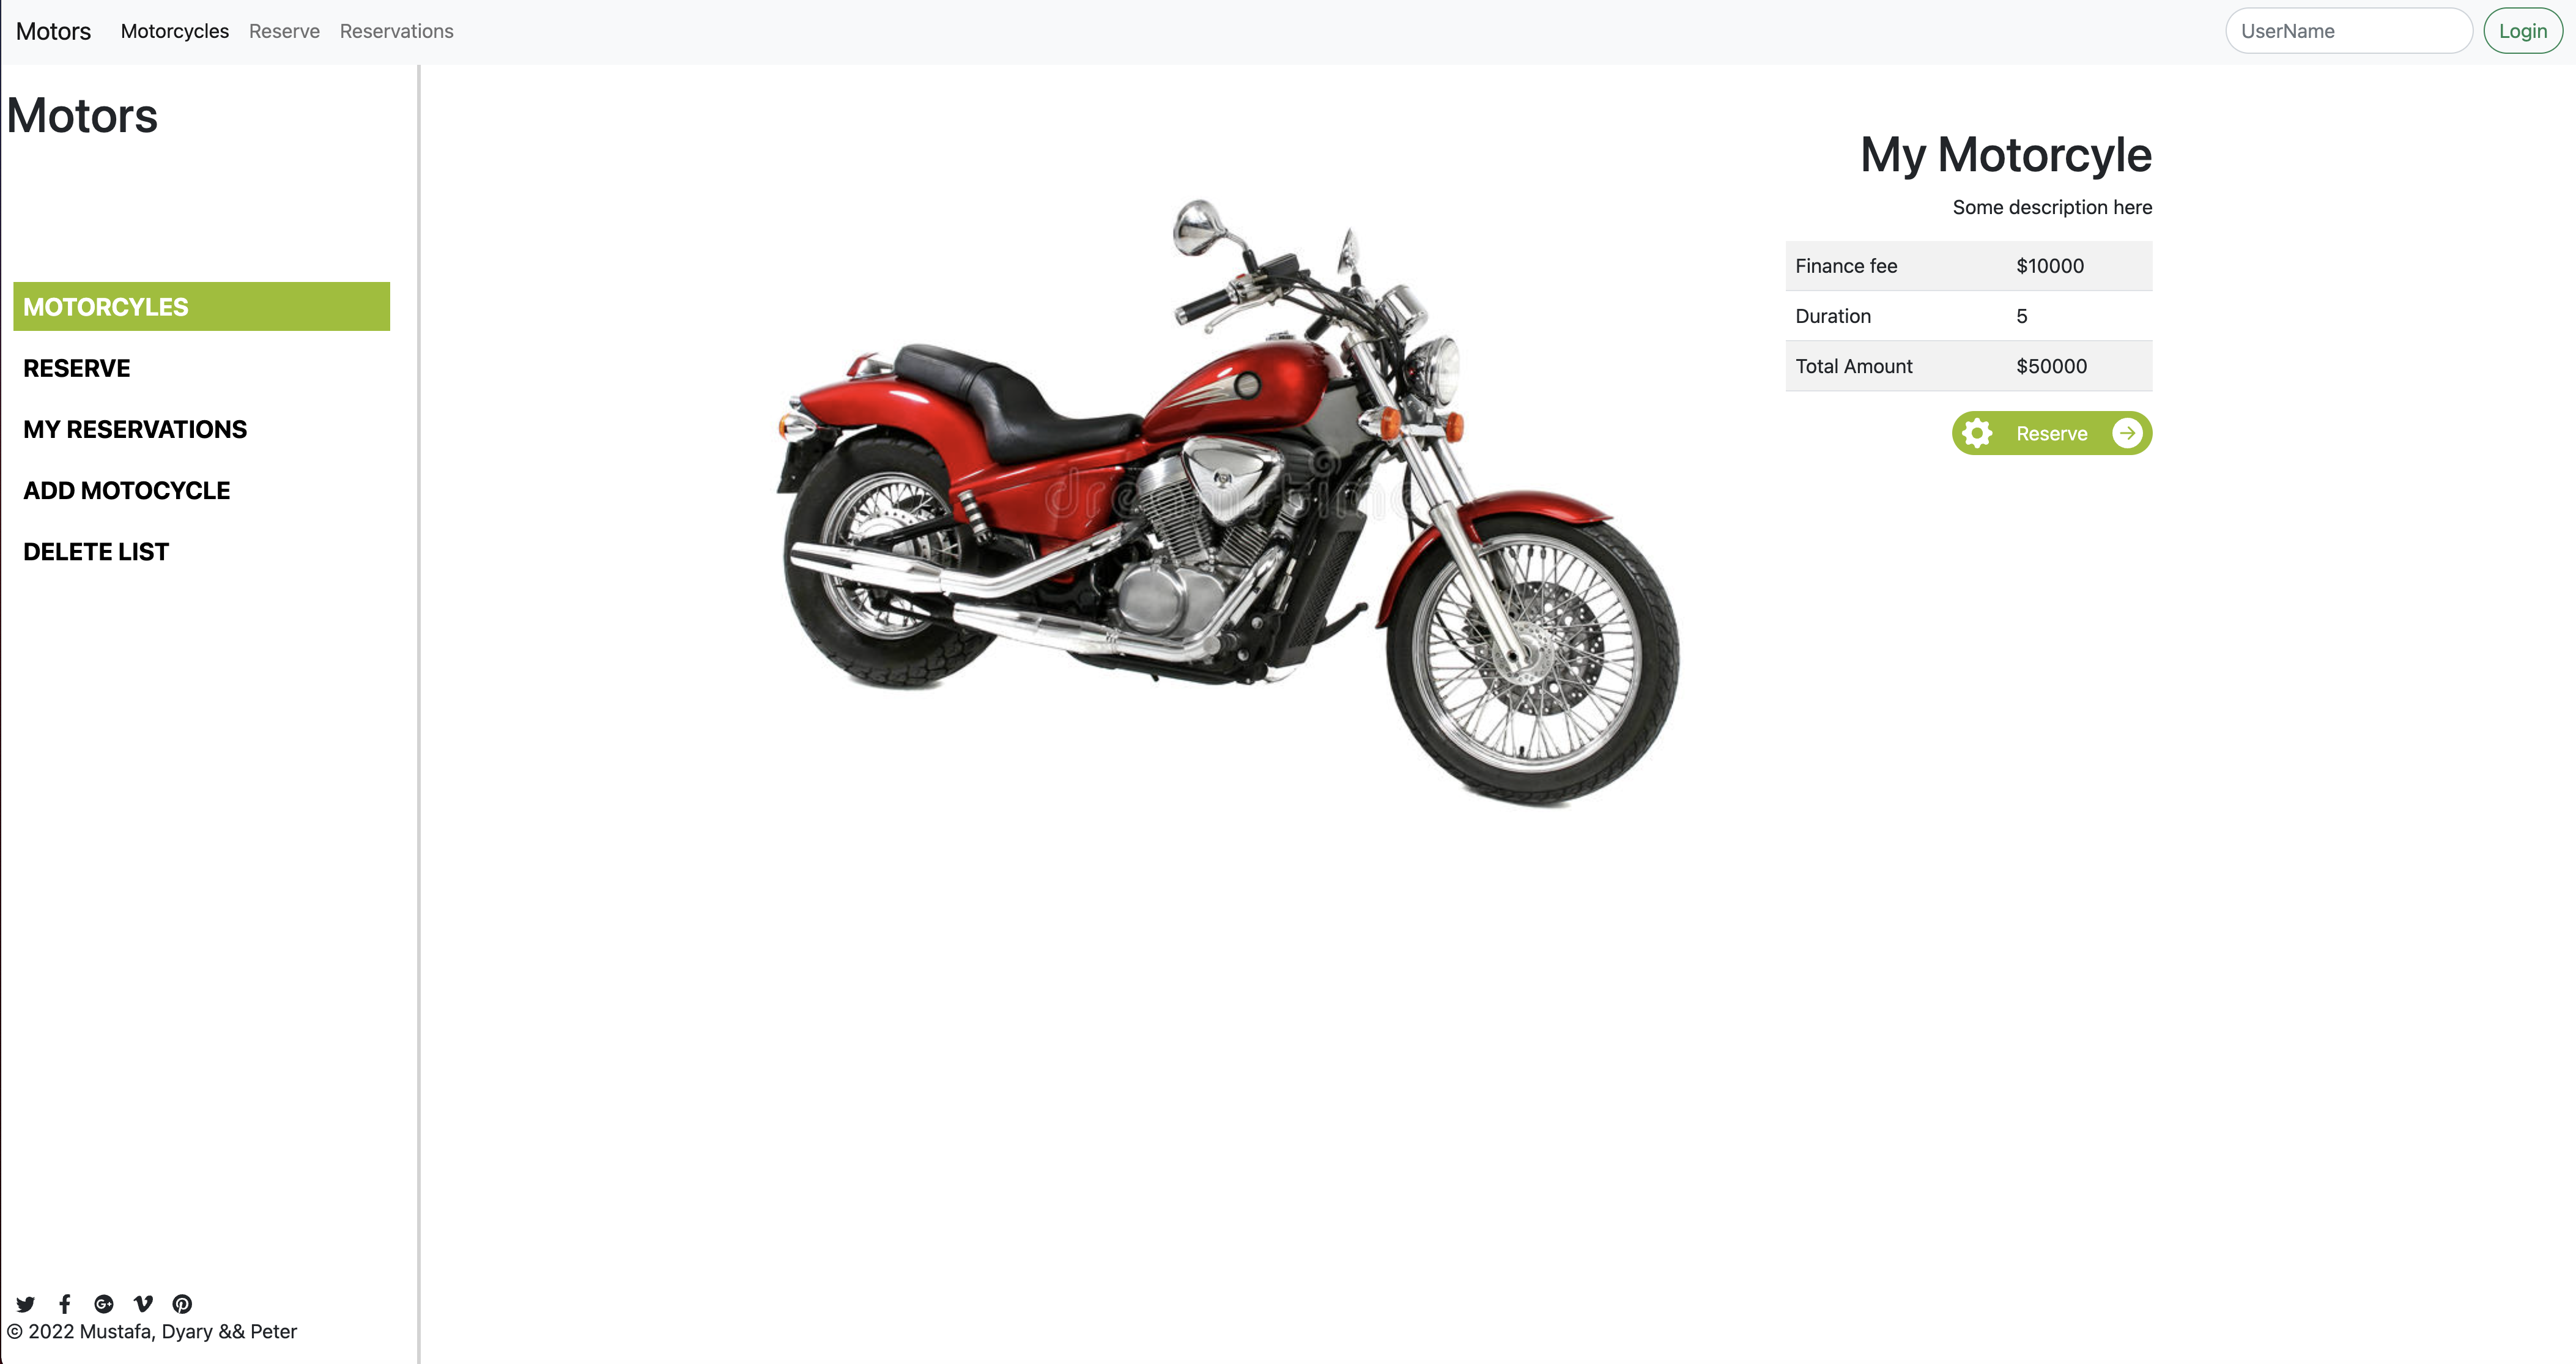 Motors Motorcycles Reserve Reservations UserName Login
Motors
MOTORCYLES
RESERVE
MY RESERVATIONS
ADD MOTOCYCLE
DELETE LIST
© 2022 Mustafa, Dyary && Peter
dreamstime
My Motorcyle
Some description here
Finance fee $10000
Duration 5
Total Amount $50000
Reserve